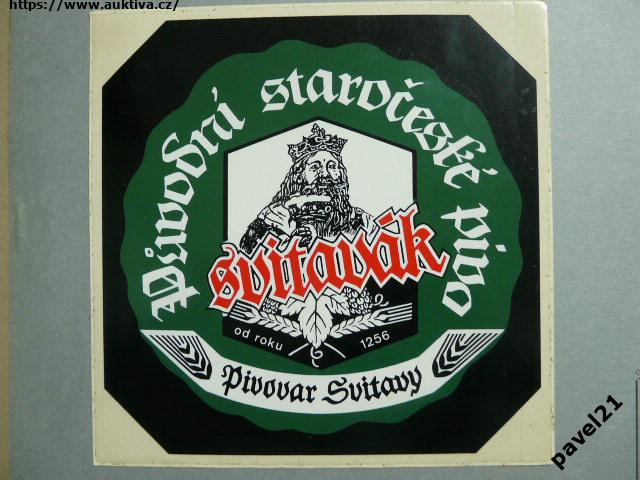 https://www.auktiva.cz/
Původní staročeské pivo
svitavák
od roku 1256
Pivovar Svitavy
pavel21